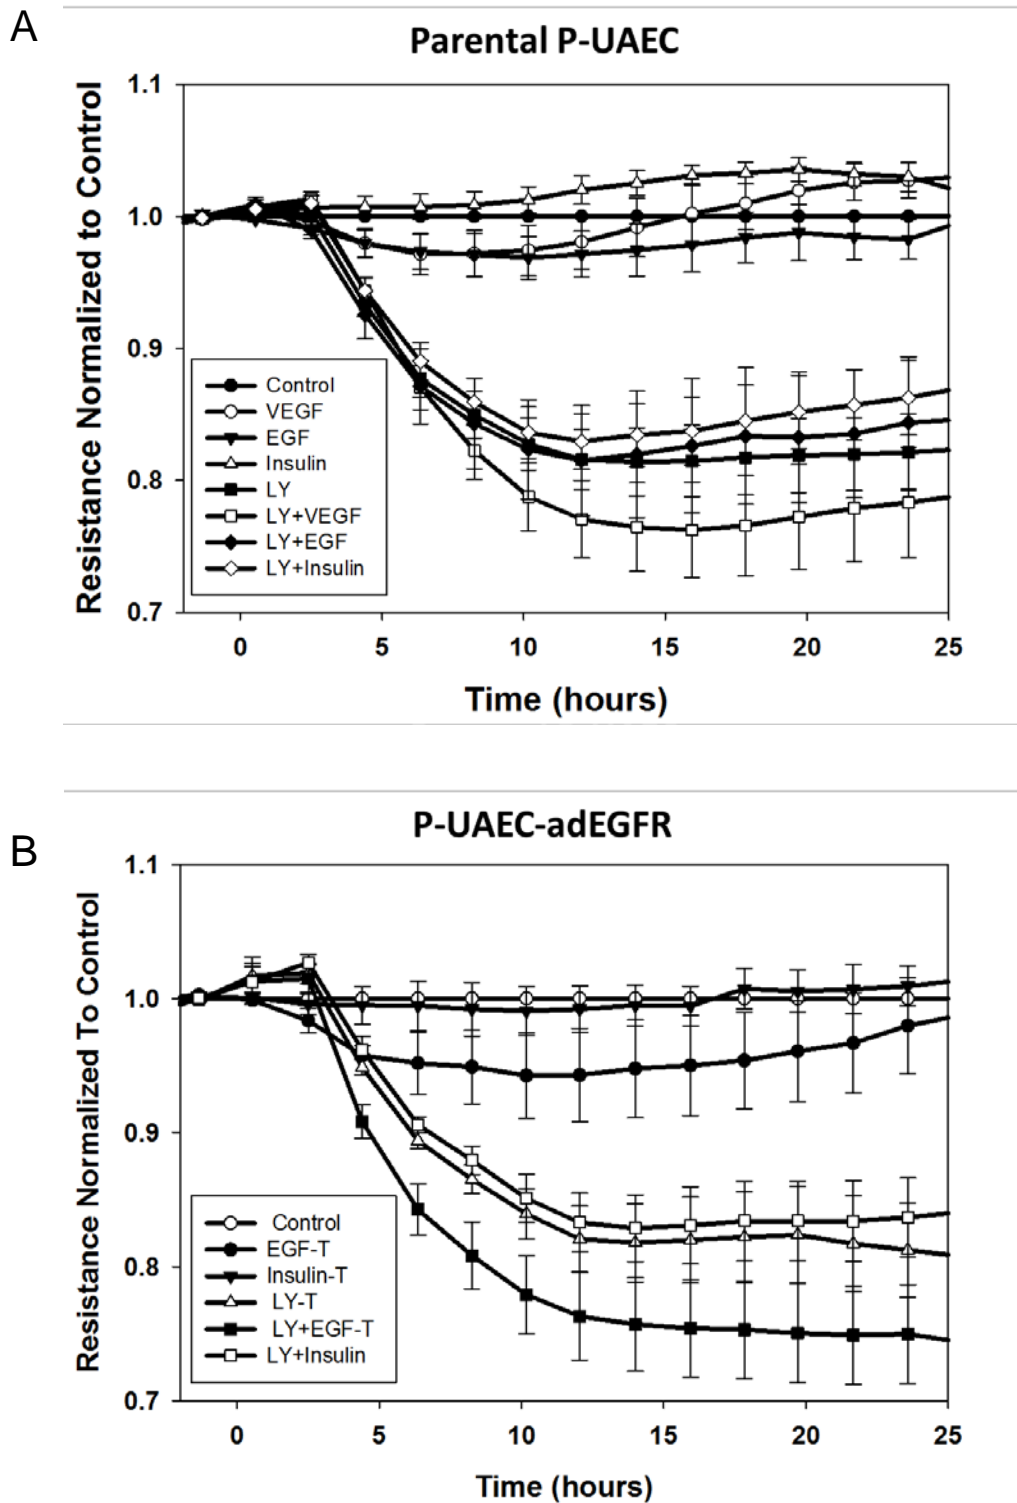 A
Parental P-UAEC
Resistance Normalized to Control
1.1
1.0
0.9
0.8
0.7
Control
VEGF
EGF
Insulin
LY
LY+VEGF
LY+EGF
LY+Insulin
0 5 10 15 20 25
Time (hours)
B
P-UAEC-adEGFR
Resistance Normalized To Control
1.1
1.0
0.9
0.8
0.7
Control
EGF-T
Insulin-T
LY-T
LY+EGF-T
LY+Insulin
0 5 10 15 20 25
Time (hours)